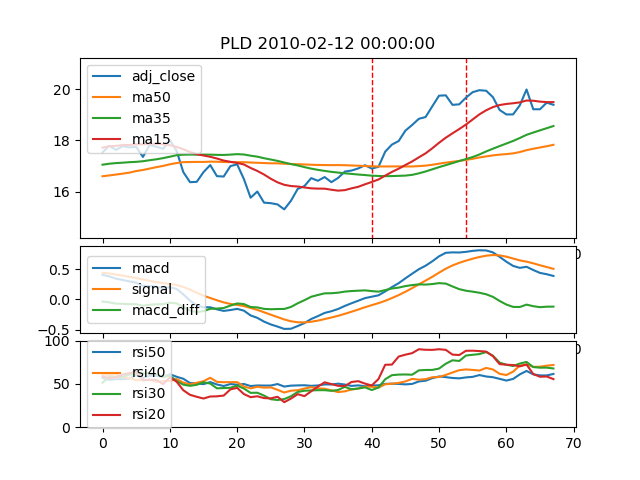 PLD 2010-02-12 00:00:00
adj_close
ma50
ma35
ma15
20
18
16
0
macd
signal
macd_diff
0.5
0.0
−0.5
0
rsi50
rsi40
rsi30
rsi20
100
50
0
0 10 20 30 40 50 60 70